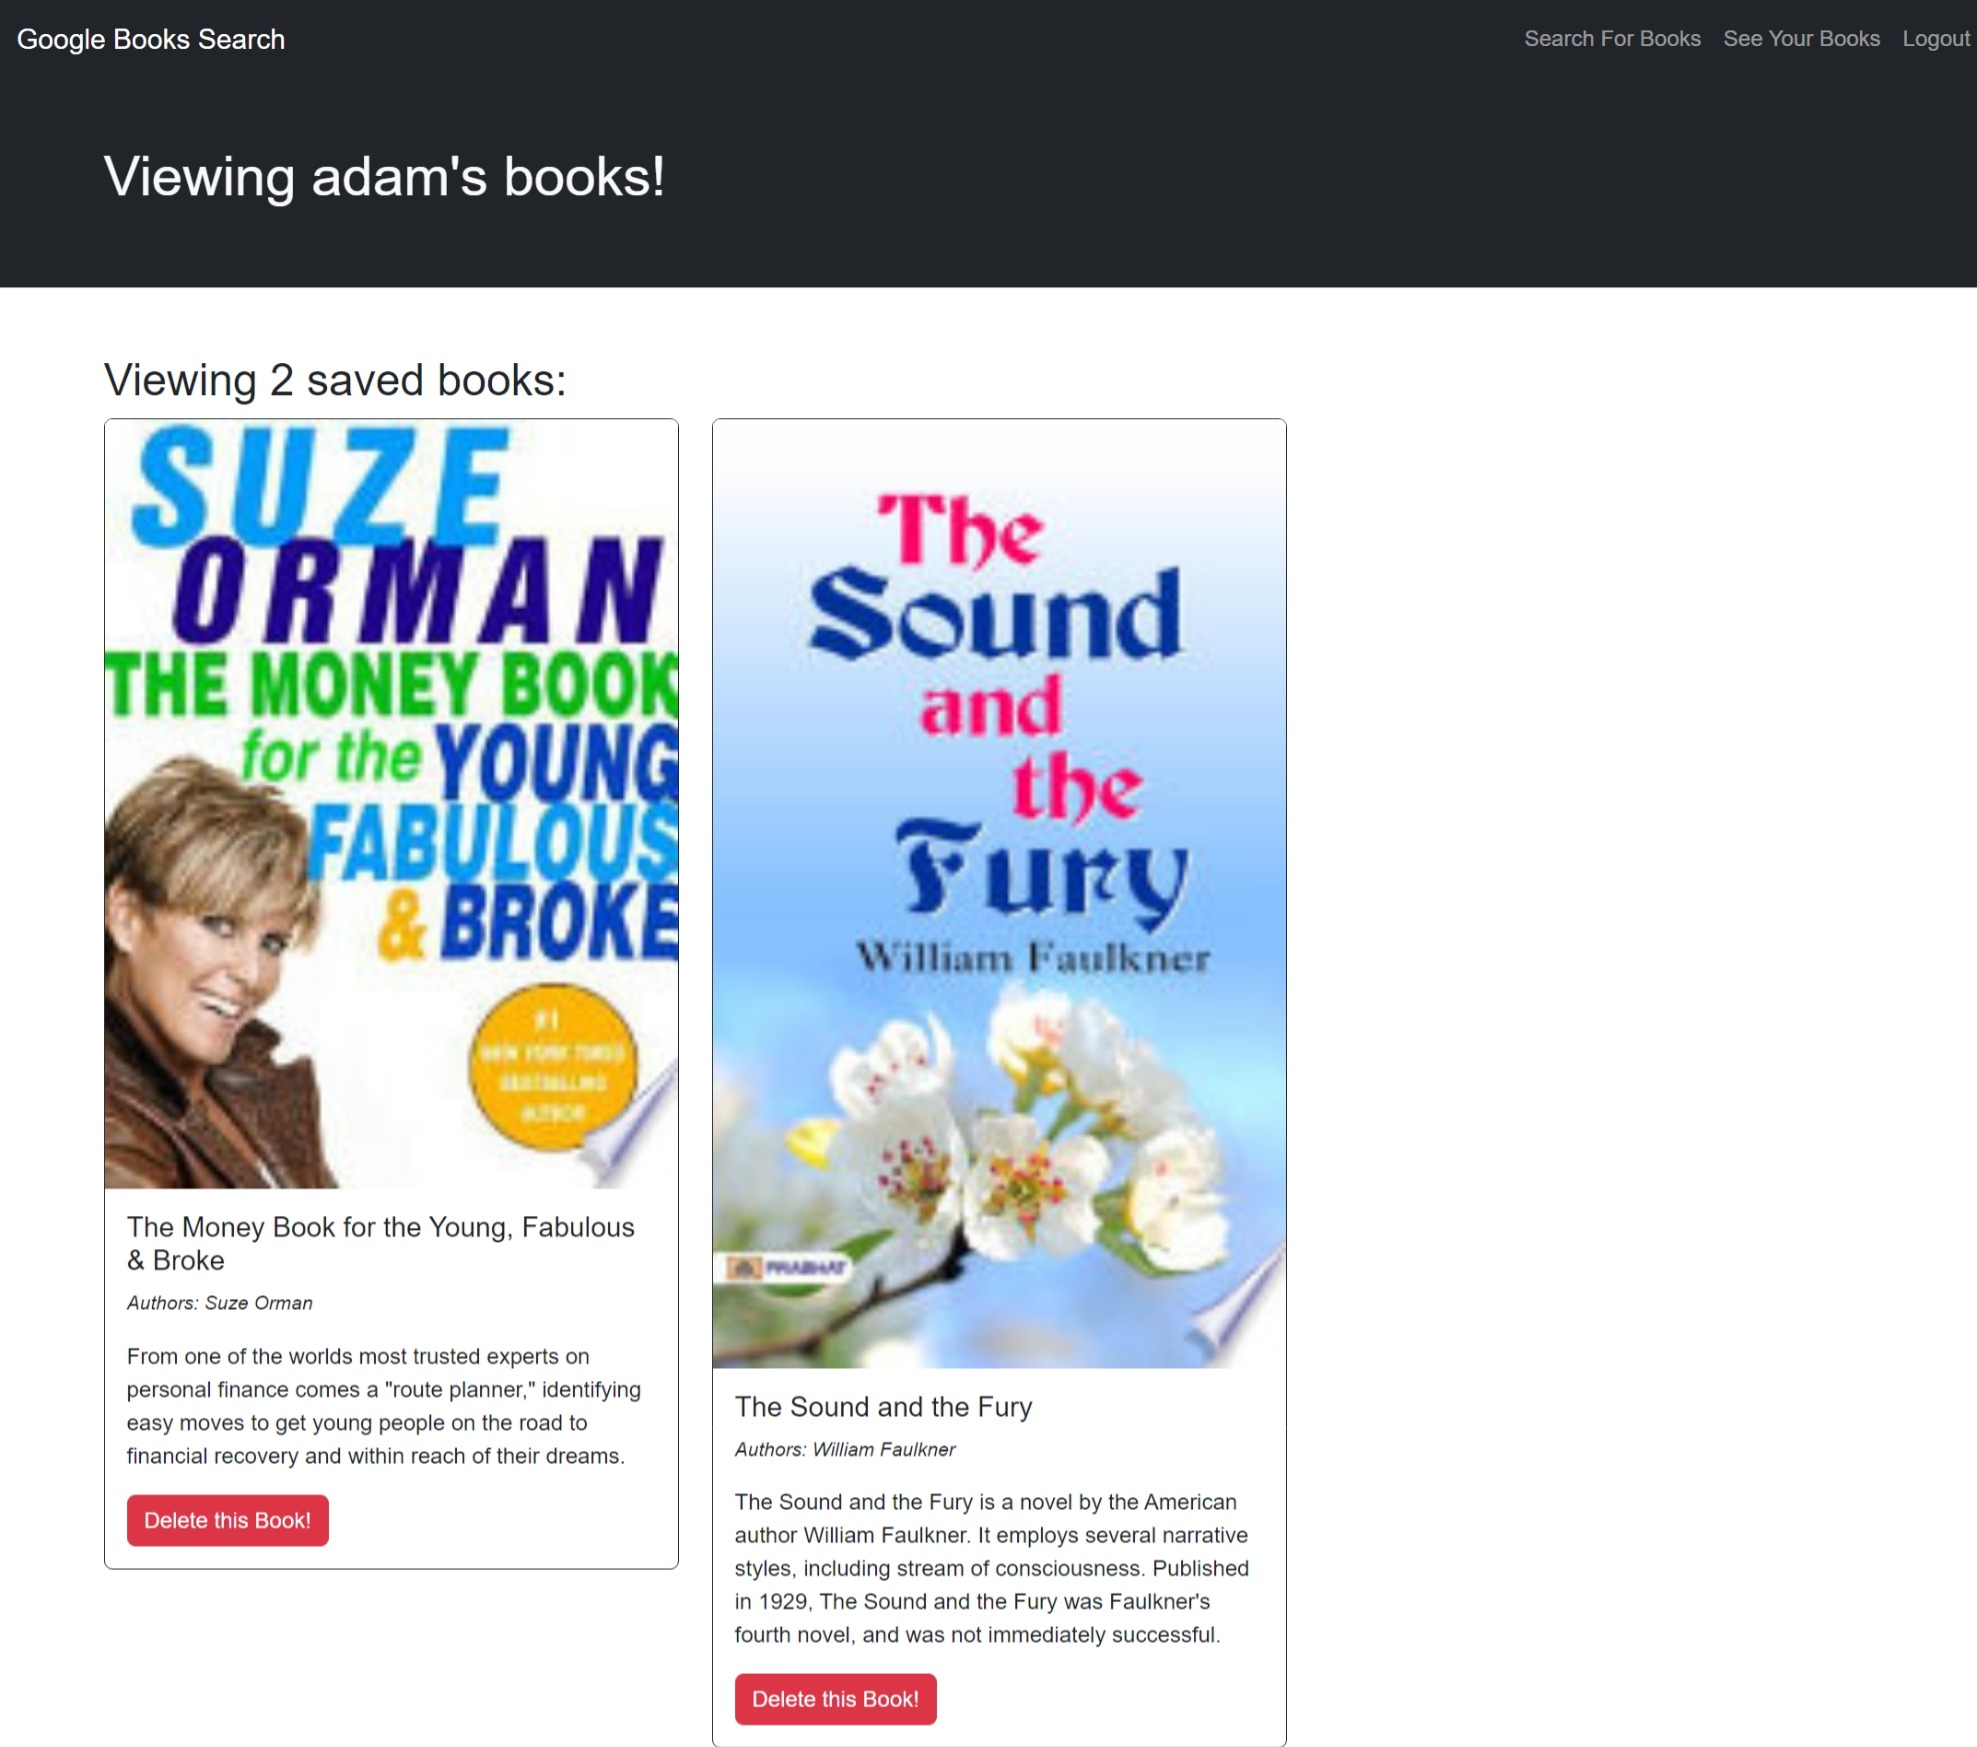 Google Books Search
Search For Books See Your Books Logout
Viewing adam's books!
Viewing 2 saved books:
SUZE
ORMAN
THE MONEY BOOK
for the YOUNG
FABULOUS
& BROKE
#1
NEW YORK TIMES
BESTSELLING
AUTHOR
The Money Book for the Young, Fabulous
& Broke
Authors: Suze Orman
From one of the worlds most trusted experts on
personal finance comes a "route planner," identifying
easy moves to get young people on the road to
financial recovery and within reach of their dreams.
Delete this Book!
The
Sound
and
the
Fury
William Faulkner
PRABHAT
The Sound and the Fury
Authors: William Faulkner
The Sound and the Fury is a novel by the American
author William Faulkner. It employs several narrative
styles, including stream of consciousness. Published
in 1929, The Sound and the Fury was Faulkner's
fourth novel, and was not immediately successful.
Delete this Book!